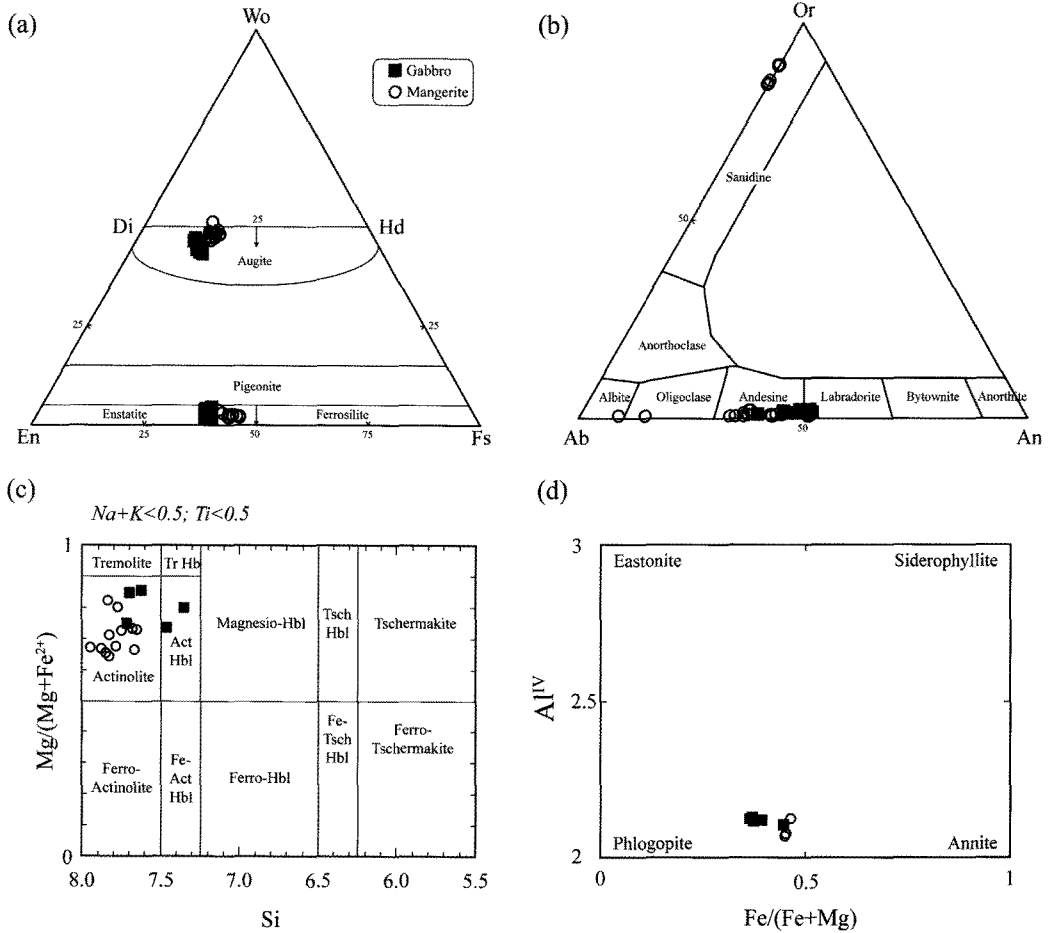 (a)
Wo
Gabbro
Mangerite
Di
25
Hd
Augite
25
25
Pigeonite
Enstatite
Ferrosilite
En
25
50
75
Fs
(b)
Or
Sanidine
50
Anorthoclase
Albite
Oligoclase
Andesine
Labradorite
Bytownite
Anorthite
Ab
50
An
(c)
Na+K<0.5; Ti<0.5
1
Tremolite
Tr Hb
Magnesio-Hbl
Tsch
Hbl
Tschermakite
Act
Hbl
Actinolite
Mg/(Mg+Fe²⁺)
Ferro-
Actinolite
Fe-
Act
Hbl
Ferro-Hbl
Fe-
Tsch
Hbl
Ferro-
Tschermakite
0
8.0
7.5
7.0
6.5
6.0
5.5
Si
(d)
3
Eastonite
Siderophyllite
Al^IV
2.5
Phlogopite
Annite
2
0
0.5
1
Fe/(Fe+Mg)